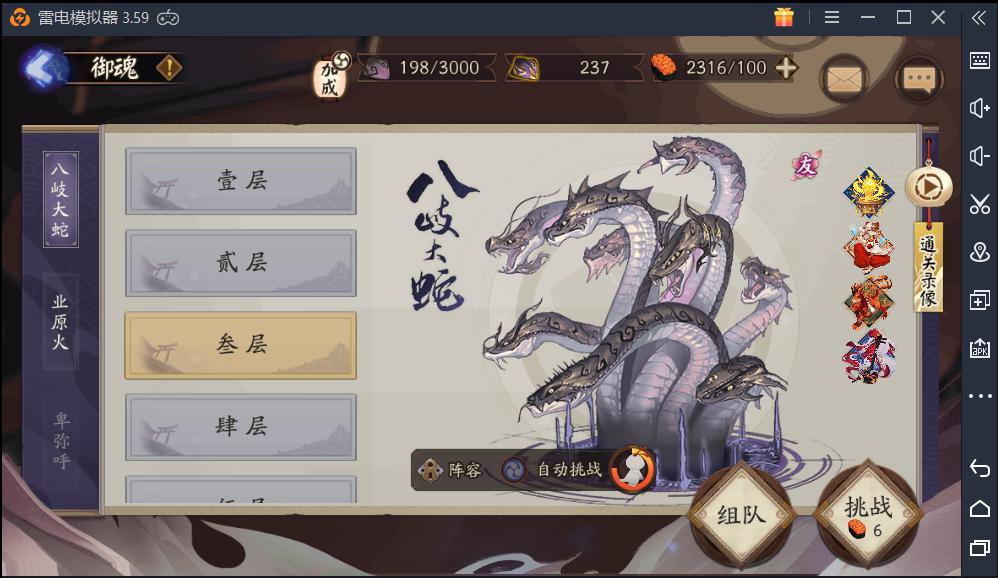 雷电模拟器 3.59
御魂
加成
198/3000
237
2316/100
八岐大蛇
业原火
卑弥呼
壹层
贰层
叁层
肆层
八岐大蛇
友
通关录像
阵容
自动挑战
组队
挑战
6
APK